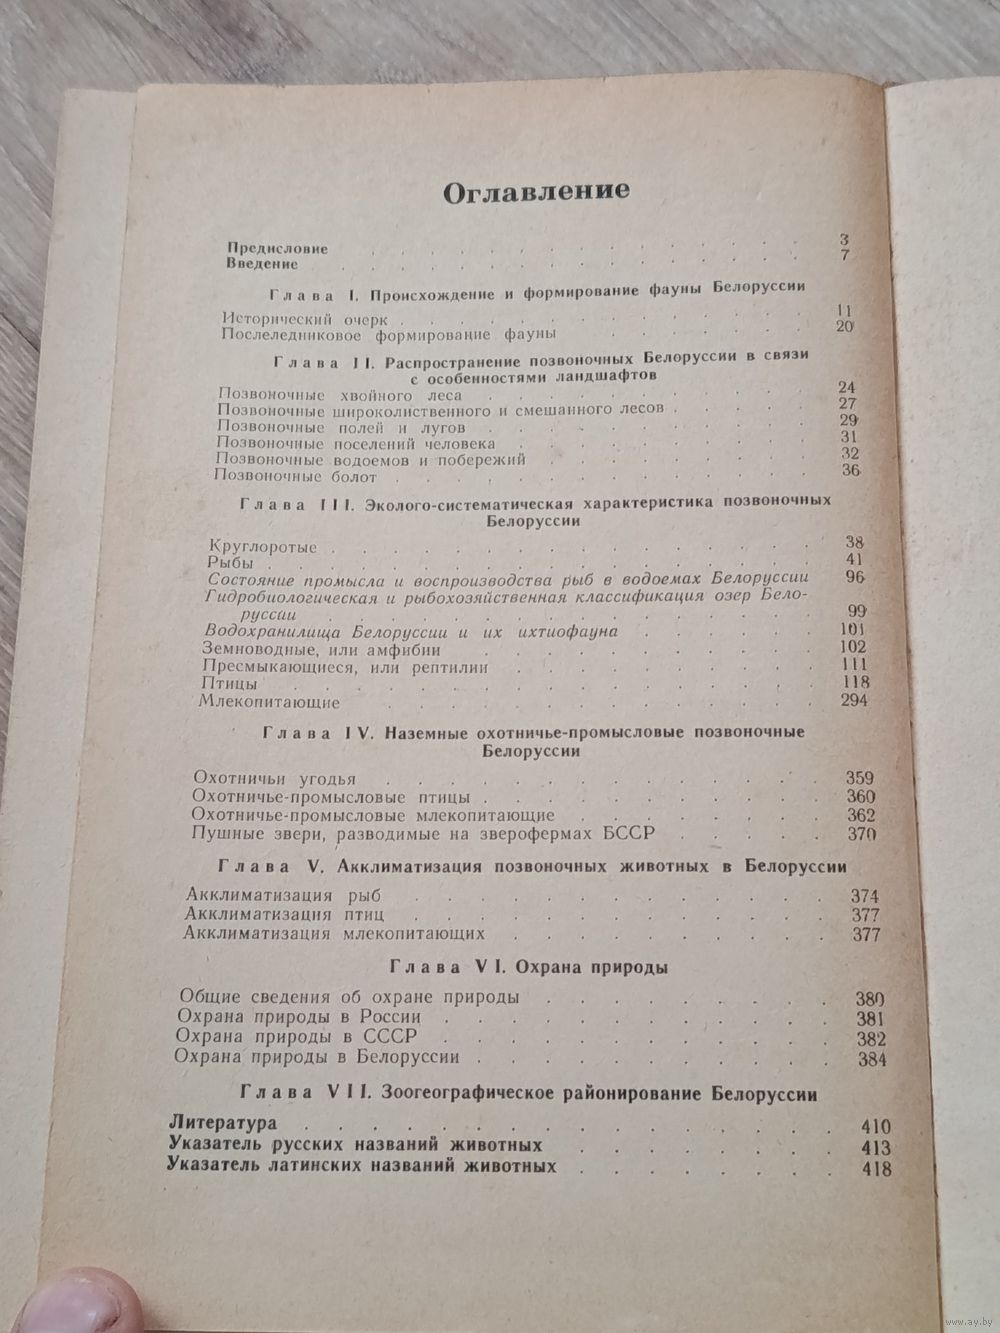 Оглавление
Предисловие . . . . . . . . . . . . . . 3
Введение . . . . . . . . . . . . . . . 7
Глава I. Происхождение и формирование фауны Белоруссии
Исторический очерк . . . . . . . . . . . . 11
Послеледниковое формирование фауны . . . . . . . 20
Глава II. Распространение позвоночных Белоруссии в связи
с особенностями ландшафтов
Позвоночные хвойного леса . . . . . . . . . . 24
Позвоночные широколиственного и смешанного лесов . . . . . 27
Позвоночные полей и лугов . . . . . . . . . . 29
Позвоночные поселений человека . . . . . . . . . 31
Позвоночные водоемов и побережий . . . . . . . . 32
Позвоночные болот . . . . . . . . . . . . 36
Глава III. Эколого-систематическая характеристика позвоночных
Белоруссии
Круглоротые . . . . . . . . . . . . . . 38
Рыбы . . . . . . . . . . . . . . . . 41
Состояние промысла и воспроизводства рыб в водоемах Белоруссии 96
Гидробиологическая и рыбохозяйственная классификация озер Бело-
руссии . . . . . . . . . . . . . . . 99
Водохранилища Белоруссии и их ихтиофауна . . . . . . 101
Земноводные, или амфибии . . . . . . . . . . 102
Пресмыкающиеся, или рептилии . . . . . . . . . 111
Птицы . . . . . . . . . . . . . . . . 118
Млекопитающие . . . . . . . . . . . . . 294
Глава IV. Наземные охотничье-промысловые позвоночные
Белоруссии
Охотничьи угодья . . . . . . . . . . . . . 359
Охотничье-промысловые птицы . . . . . . . . . . 360
Охотничье-промысловые млекопитающие . . . . . . . 362
Пушные звери, разводимые на зверофермах БССР . . . . . 370
Глава V. Акклиматизация позвоночных животных в Белоруссии
Акклиматизация рыб . . . . . . . . . . . . 374
Акклиматизация птиц . . . . . . . . . . . . 377
Акклиматизация млекопитающих . . . . . . . . . 377
Глава VI. Охрана природы
Общие сведения об охране природы . . . . . . . . 380
Охрана природы в России . . . . . . . . . . . 381
Охрана природы в СССР . . . . . . . . . . . 382
Охрана природы в Белоруссии . . . . . . . . . . 384
Глава VII. Зоогеографическое районирование Белоруссии
Литература . . . . . . . . . . . . . . . 410
Указатель русских названий животных . . . . . . . 413
Указатель латинских названий животных . . . . . . . 418
www.ay.by